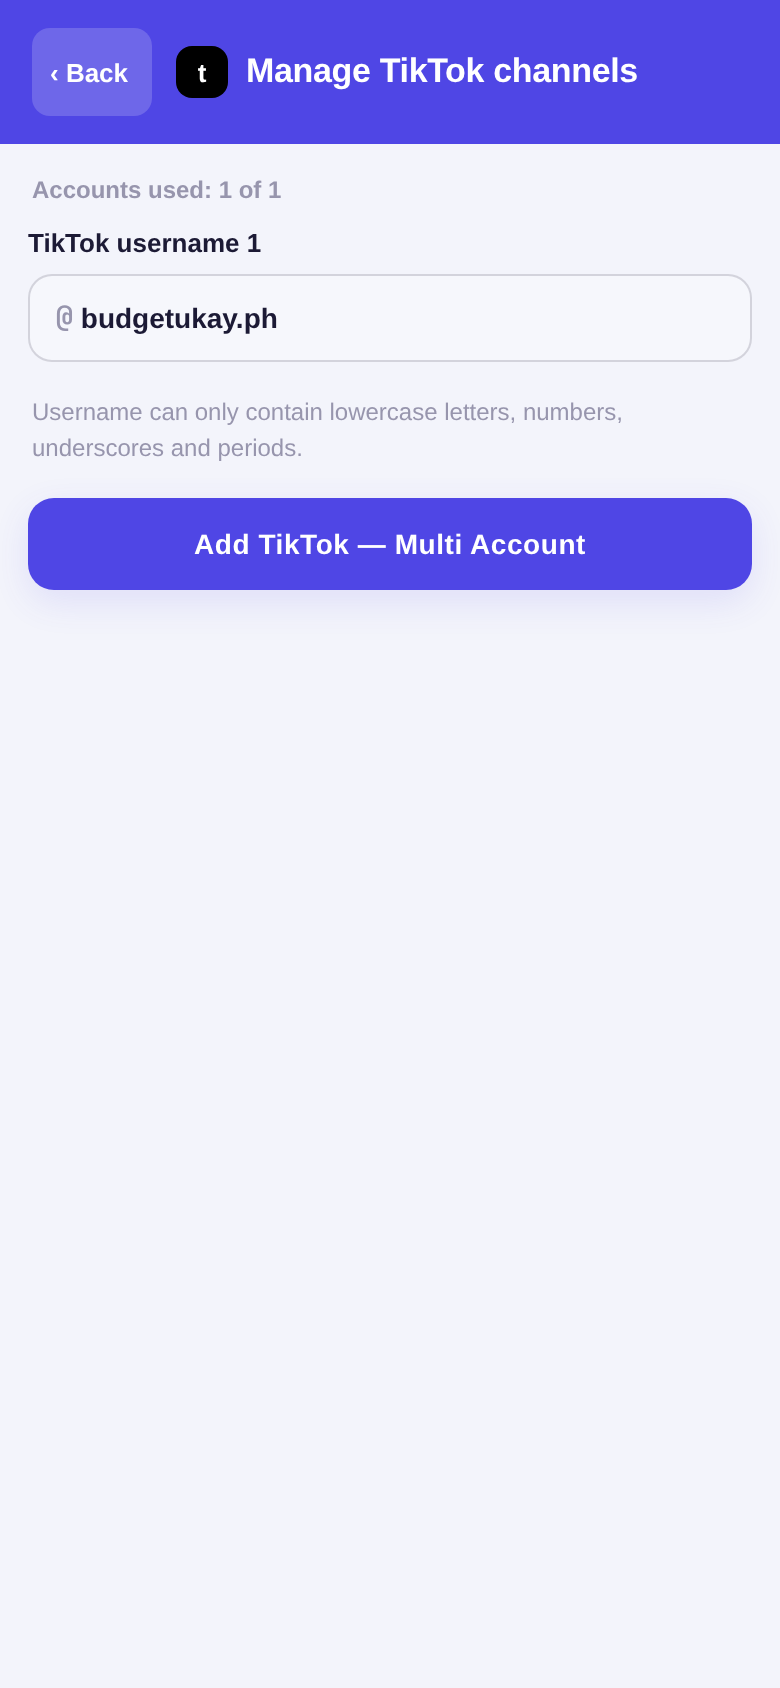 ‹ Back
t
Manage TikTok channels
Accounts used: 1 of 1
TikTok username 1
@ budgetukay.ph
Username can only contain lowercase letters, numbers,
underscores and periods.
Add TikTok — Multi Account